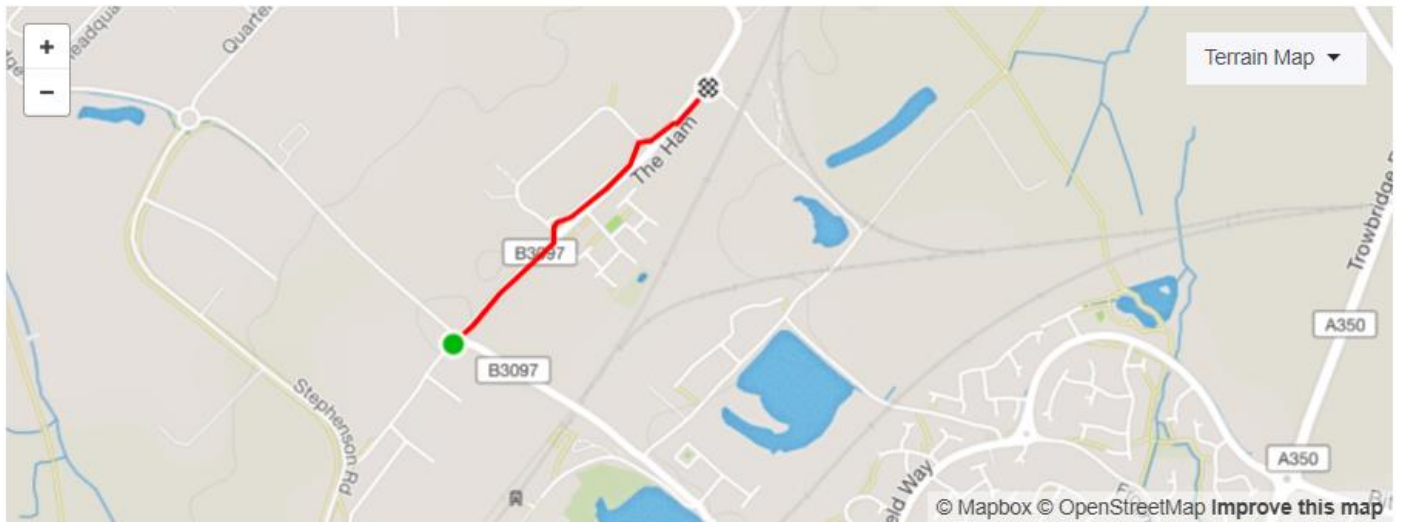 +
−
Terrain Map
The Ham
B3097
B3097
Stephenson Rd
Trowbridge
A350
A350
© Mapbox © OpenStreetMap Improve this map